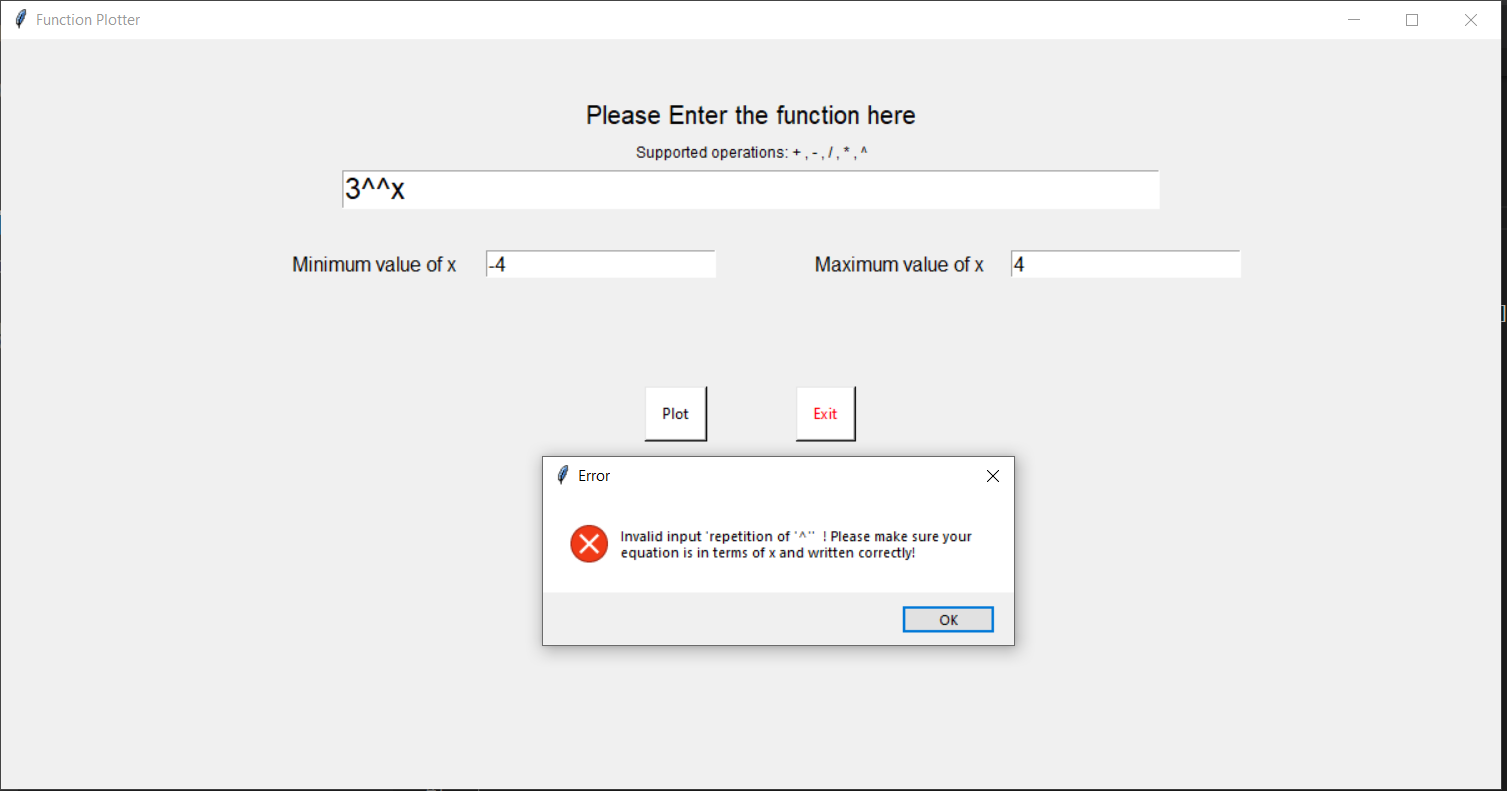 Function Plotter
Please Enter the function here
Supported operations: + , - , / , * , ^
3^^x
Minimum value of x -4 Maximum value of x 4
Plot Exit
Error
Invalid input 'repetition of '^'' ! Please make sure your
equation is in terms of x and written correctly!
OK